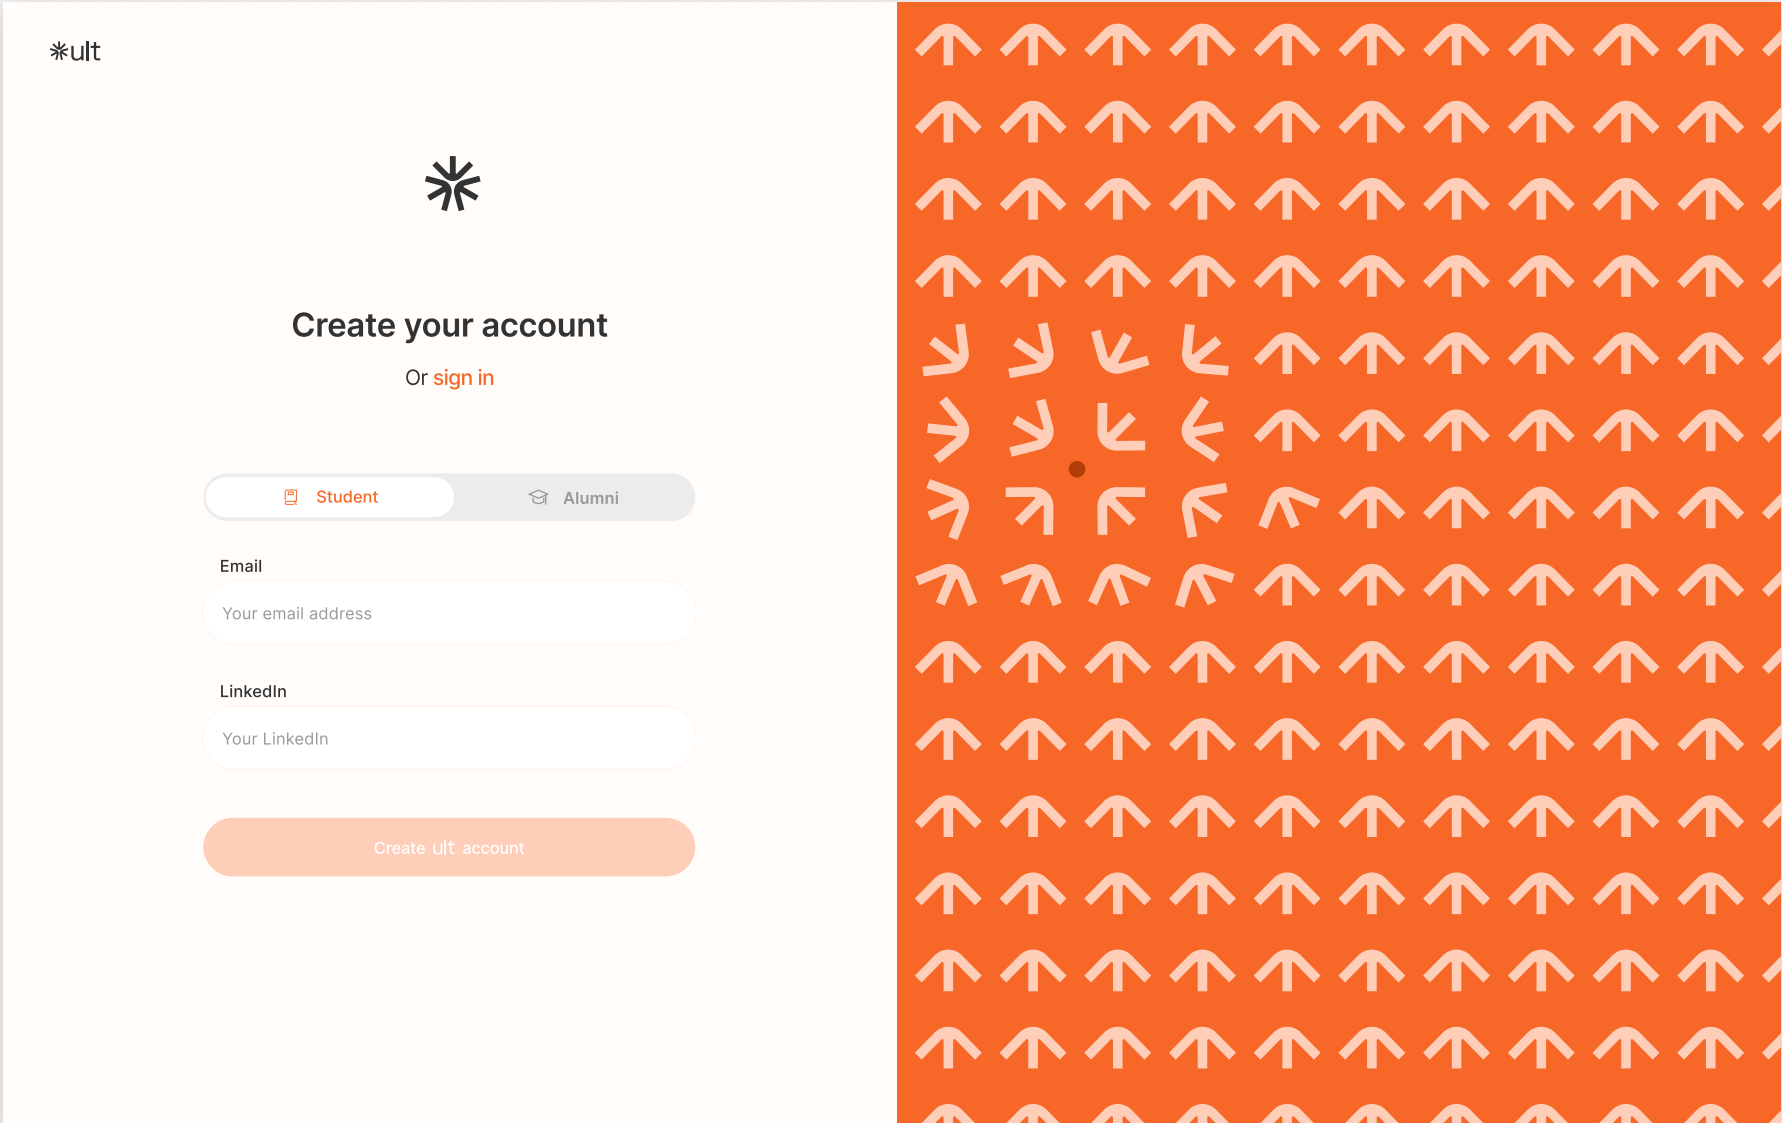 ult
Create your account
Or sign in
Student
Alumni
Email
Your email address
LinkedIn
Your LinkedIn
Create ult account